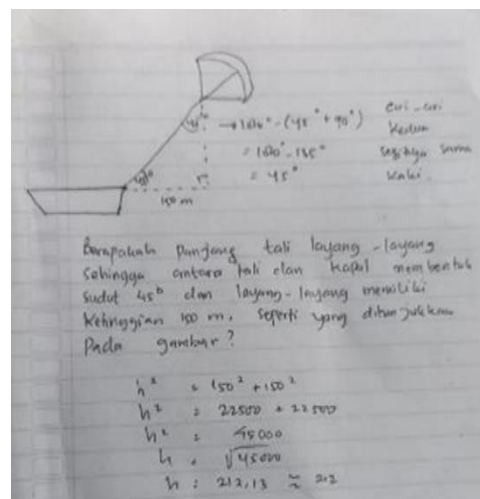 45°
→ 180° - (45° + 90°)
= 180° - 135°
= 45°
Ciri-ciri
Kedua
segitiga sama
kaki.
45°
150 m
Berapakah panjang tali layang-layang
sehingga antara tali dan kapal membentuk
sudut 45° dan layang-layang memiliki
Ketinggian 150 m, seperti yang ditunjukkan
Pada gambar?
h² = 150² + 150²
h² = 22500 + 22500
h² = 45000
h = √45000
h = 212,13 ≈ 212